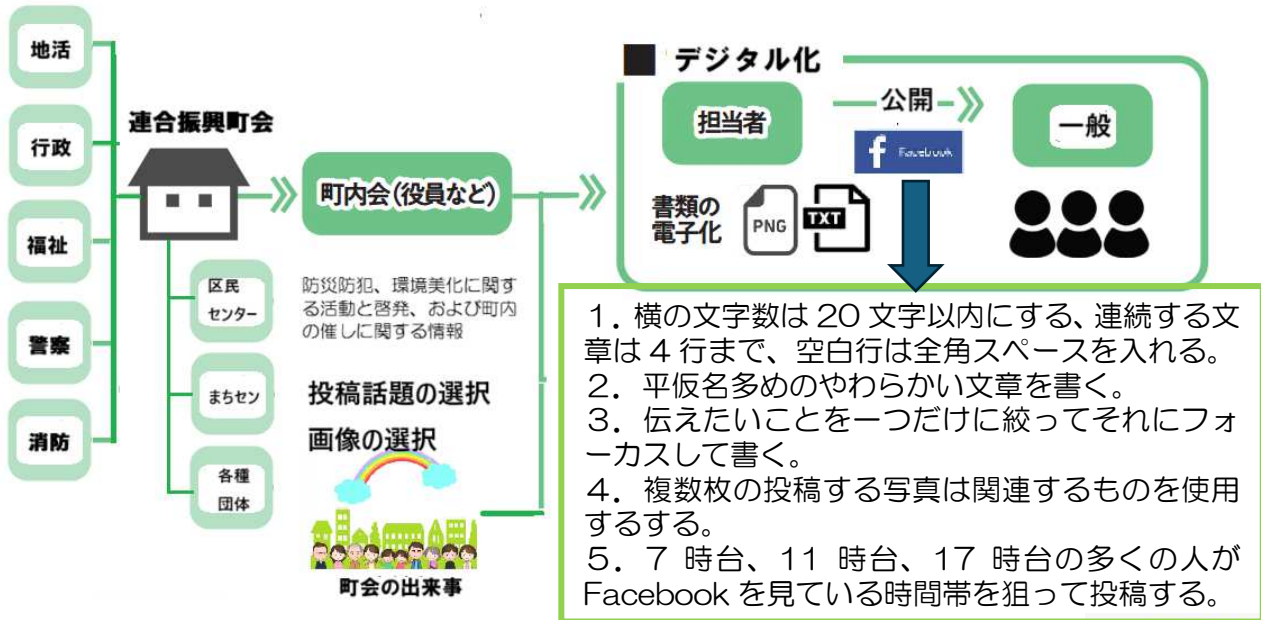 地活
行政
福祉
警察
消防
連合振興町会
区民
センター
まちセン
各種
団体
町内会(役員など)
防災防犯、環境美化に関す
る活動と啓発、および町内
の催しに関する情報
投稿話題の選択
画像の選択
町会の出来事
■ デジタル化
担当者
公開
一般
f Facebook
書類の
電子化
PNG
TXT
1．横の文字数は 20 文字以内にする、連続する文
章は 4 行まで、空白行は全角スペースを入れる。
2．平仮名多めのやわらかい文章を書く。
3．伝えたいことを一つだけに絞ってそれにフォ
ーカスして書く。
4．複数枚の投稿する写真は関連するものを使用
するする。
5．7 時台、11 時台、17 時台の多くの人が
Facebook を見ている時間帯を狙って投稿する。